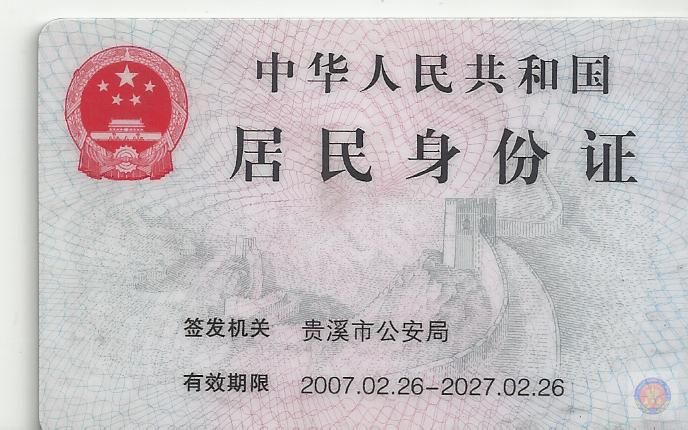 中华人民共和国
居民身份证
签发机关 贵溪市公安局
有效期限 2007.02.26-2027.02.26